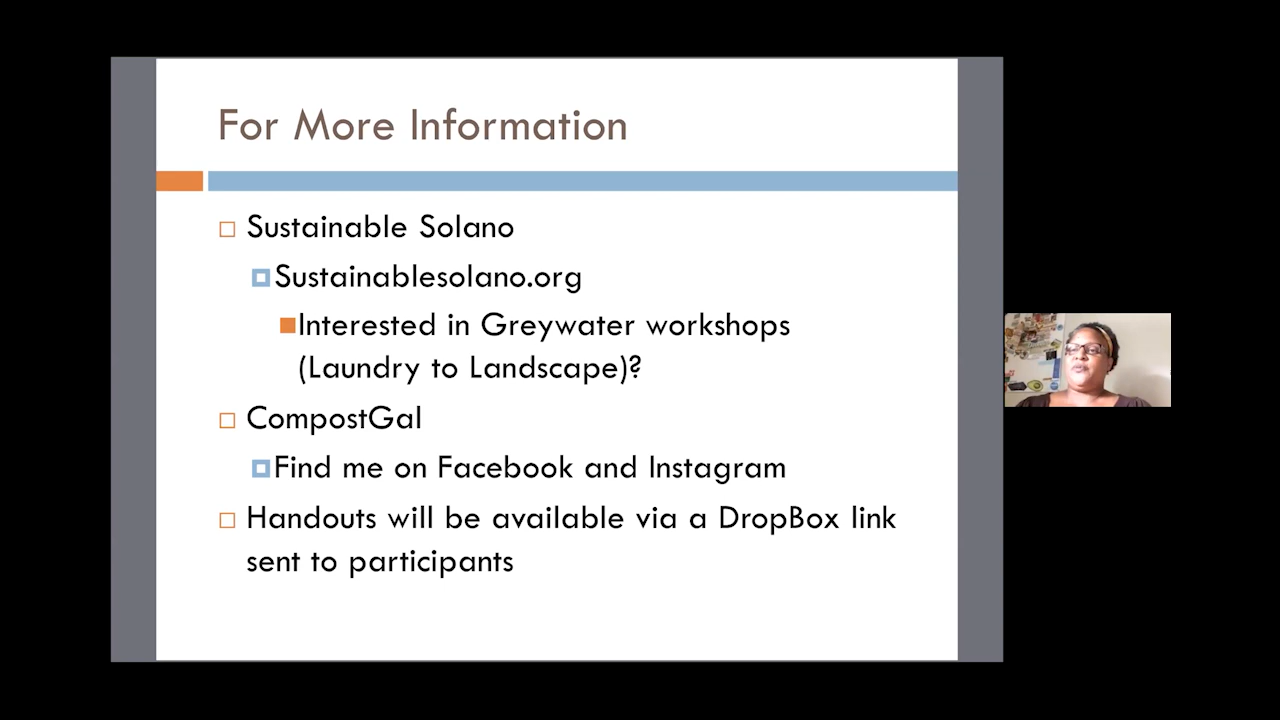 For More Information
Sustainable Solano
Sustainablesolano.org
Interested in Greywater workshops
(Laundry to Landscape)?
CompostGal
Find me on Facebook and Instagram
Handouts will be available via a DropBox link
sent to participants